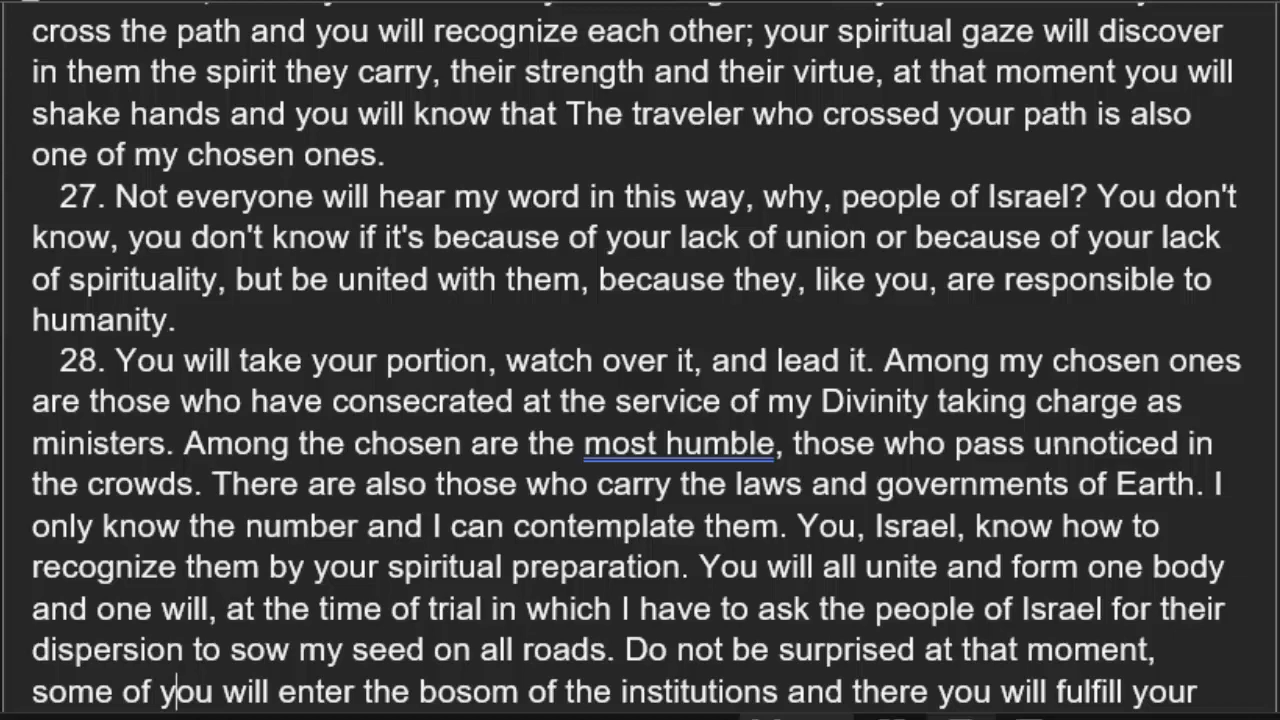 cross the path and you will recognize each other; your spiritual gaze will discover
in them the spirit they carry, their strength and their virtue, at that moment you will
shake hands and you will know that The traveler who crossed your path is also
one of my chosen ones.
27. Not everyone will hear my word in this way, why, people of Israel? You don't
know, you don't know if it's because of your lack of union or because of your lack
of spirituality, but be united with them, because they, like you, are responsible to
humanity.
28. You will take your portion, watch over it, and lead it. Among my chosen ones
are those who have consecrated at the service of my Divinity taking charge as
ministers. Among the chosen are the most humble, those who pass unnoticed in
the crowds. There are also those who carry the laws and governments of Earth. I
only know the number and I can contemplate them. You, Israel, know how to
recognize them by your spiritual preparation. You will all unite and form one body
and one will, at the time of trial in which I have to ask the people of Israel for their
dispersion to sow my seed on all roads. Do not be surprised at that moment,
some of you will enter the bosom of the institutions and there you will fulfill your